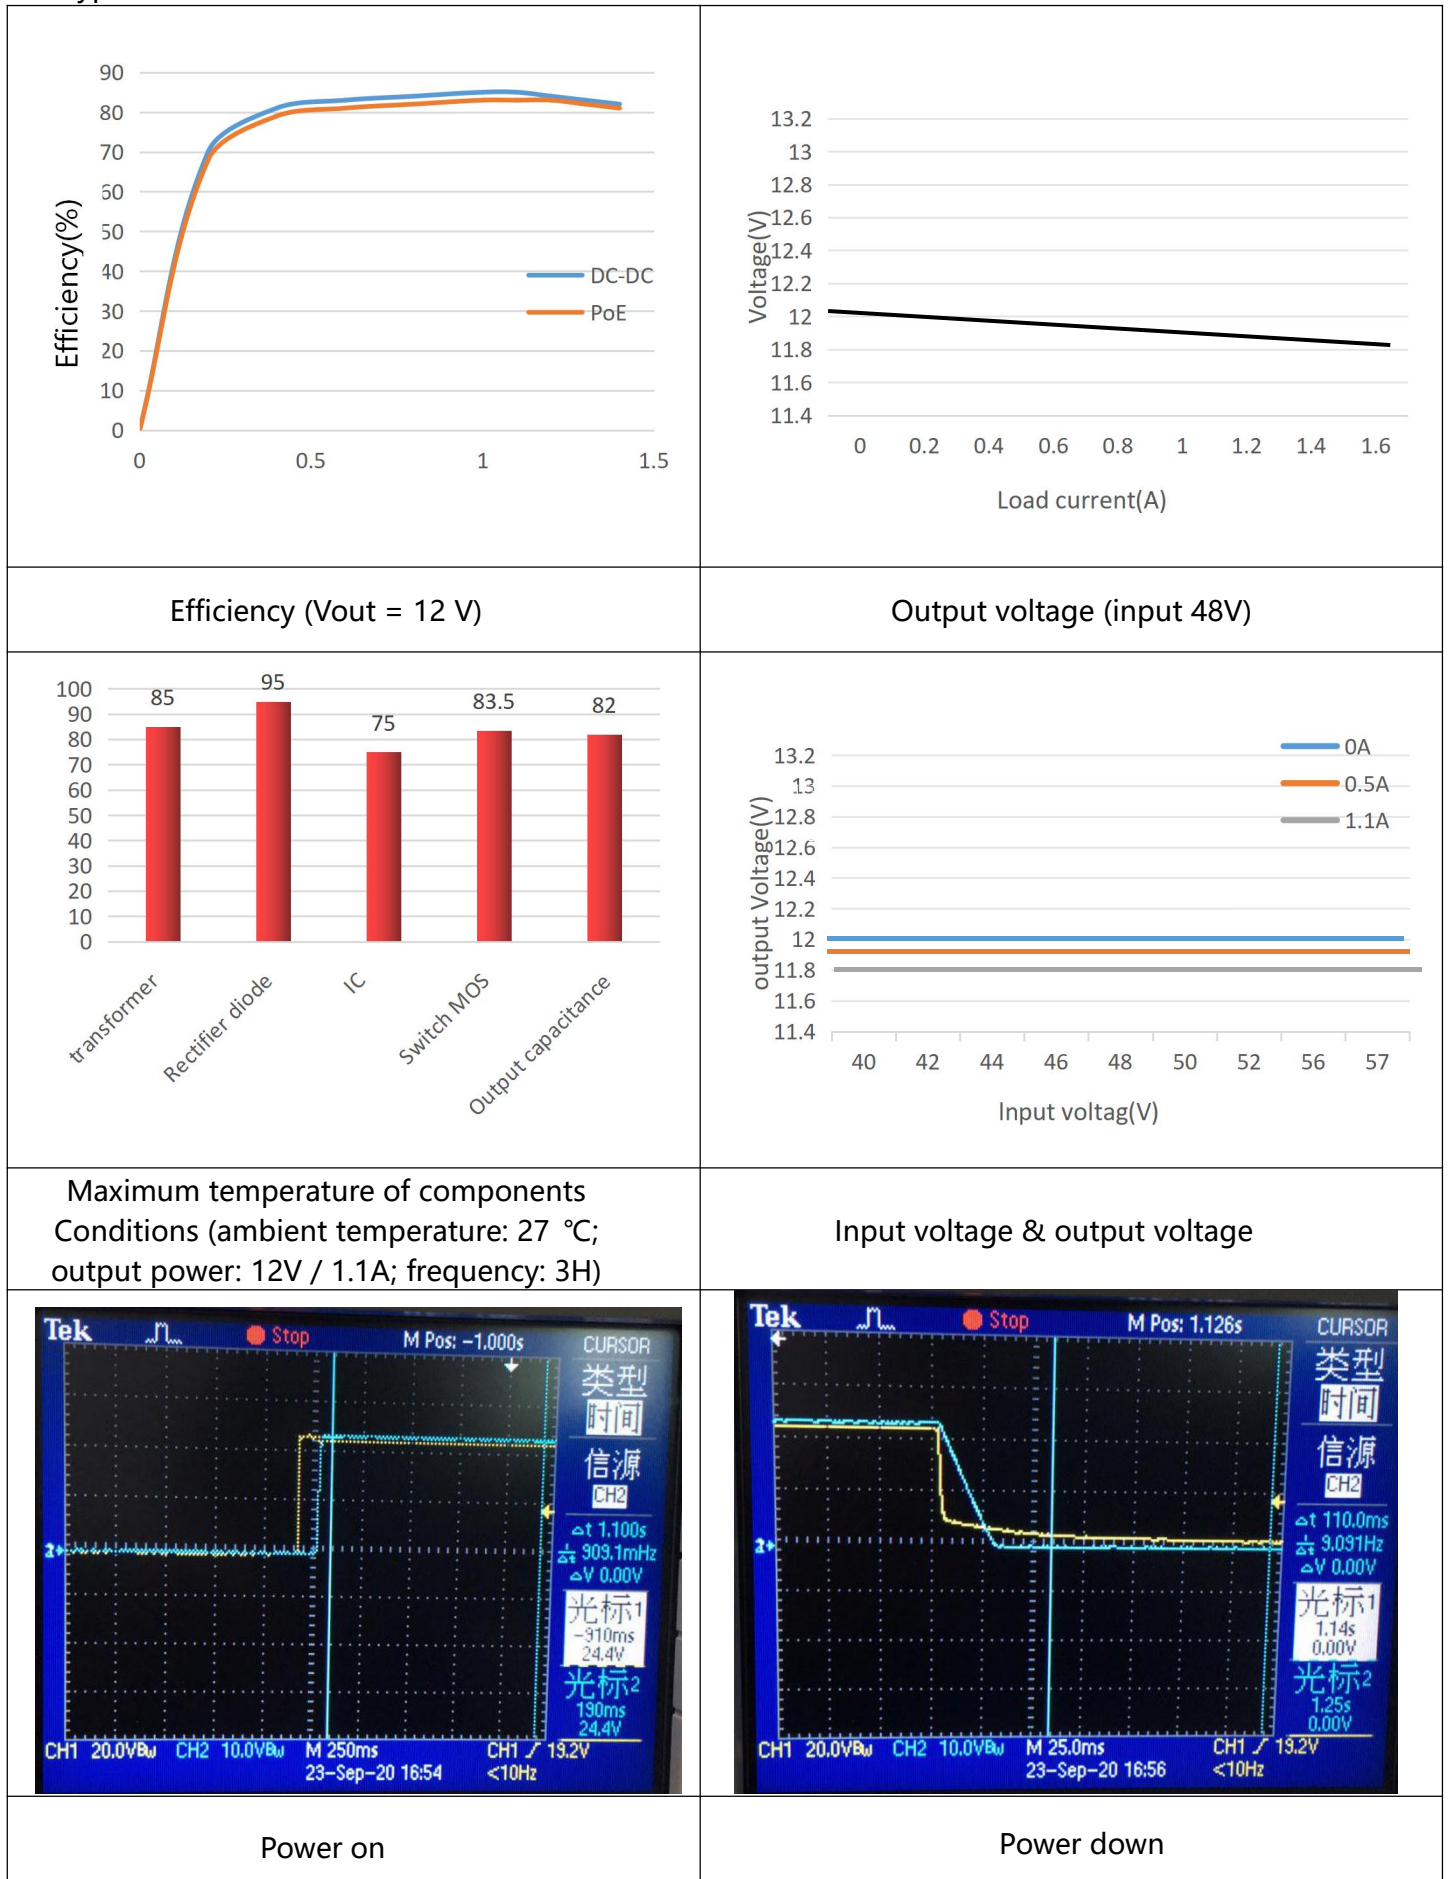 90
80
70
60
50
40
30
20
10
0
Efficiency(%)
DC-DC
PoE
0 0.5 1 1.5
13.2
13
12.8
12.6
12.4
12.2
12
11.8
11.6
11.4
Voltage(V)
0 0.2 0.4 0.6 0.8 1 1.2 1.4 1.6
Load current(A)
Efficiency (Vout = 12 V)
Output voltage (input 48V)
100
90
80
70
60
50
40
30
20
10
0
85 95 75 83.5 82
transformer
Rectifier diode
IC
Switch MOS
Output capacitance
13.2
13
12.8
12.6
12.4
12.2
12
11.8
11.6
11.4
output Voltage(V)
0A
0.5A
1.1A
40 42 44 46 48 50 52 56 57
Input voltag(V)
Maximum temperature of components
Conditions (ambient temperature: 27 ℃;
output power: 12V / 1.1A; frequency: 3H)
Input voltage & output voltage
Tek Stop M Pos: -1.000s CURSOR
类型
时间
信源
CH2
△t 1.100s
909.1mHz
△V 0.00V
光标1
-910ms
24.4V
光标2
190ms
24.4V
2
CH1 20.0VBw CH2 10.0VBw M 250ms CH1 19.2V
23-Sep-20 16:54 <10Hz
Tek Stop M Pos: 1.126s CURSOR
类型
时间
信源
CH2
△t 110.0ms
9.091Hz
△V 0.00V
光标1
1.14s
0.00V
光标2
1.25s
0.00V
2
CH1 20.0VBw CH2 10.0VBw M 25.0ms CH1 19.2V
23-Sep-20 16:56 <10Hz
Power on
Power down